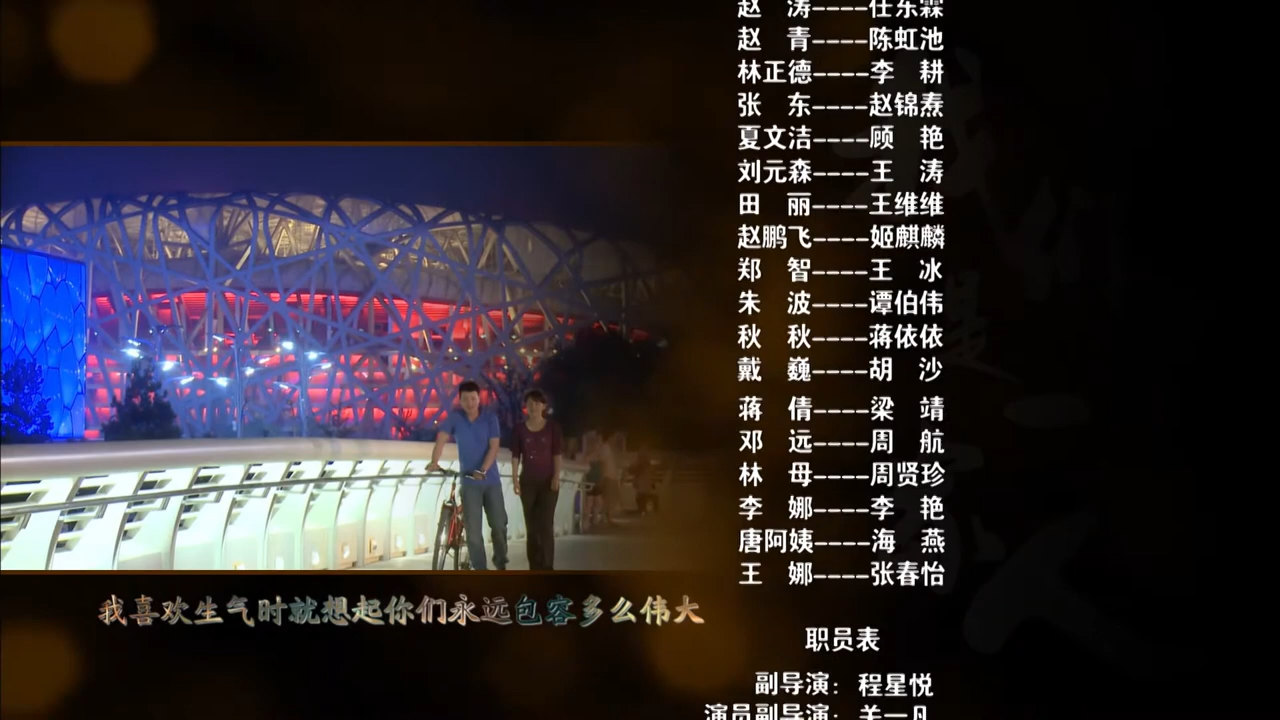 赵　涛----任东霖
赵　青----陈虹池
林正德----李　耕
张　东----赵锦焘
夏文洁----顾　艳
刘元森----王　涛
田　丽----王维维
赵鹏飞----姬麒麟
郑　智----王　冰
朱　波----谭伯伟
秋　秋----蒋依依
戴　巍----胡　沙
蒋　倩----梁　靖
邓　远----周　航
林　母----周贤珍
李　娜----李　艳
唐阿姨----海　燕
王　娜----张春怡
我喜欢生气时就想起你们永远包容多么伟大
职员表
副导演：程星悦
演员副导演：